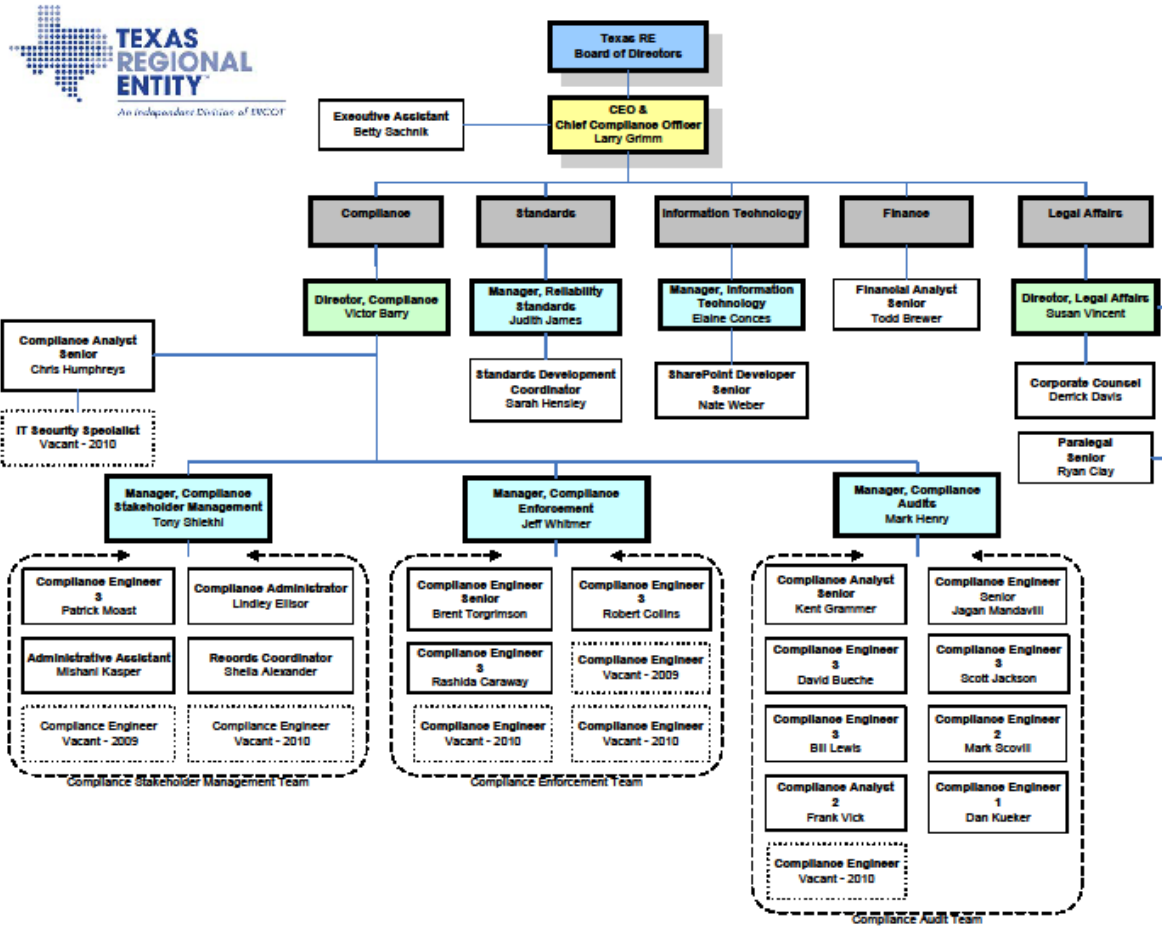 TEXAS
REGIONAL
ENTITY™
An Independent Division of ERCOT
Texas RE
Board of Directors
CEO &
Chief Compliance Officer
Larry Grimm
Executive Assistant
Betty Sachnik
Compliance
Standards
Information Technology
Finance
Legal Affairs
Director, Compliance
Victor Barry
Manager, Reliability
Standards
Judith James
Manager, Information
Technology
Elaine Conces
Financial Analyst
Senior
Todd Brewer
Director, Legal Affairs
Susan Vincent
Compliance Analyst
Senior
Chris Humphreys
Standards Development
Coordinator
Sarah Hensley
SharePoint Developer
Senior
Nate Weber
Corporate Counsel
Derrick Davis
IT Security Specialist
Vacant - 2010
Paralegal
Senior
Ryan Clay
Manager, Compliance
Stakeholder Management
Tony Shiekhi
Manager, Compliance
Enforcement
Jeff Whitmer
Manager, Compliance
Audits
Mark Henry
Compliance Engineer
3
Patrick Moast
Compliance Administrator
Lindley Ellisor
Administrative Assistant
Mishani Kasper
Records Coordinator
Sheila Alexander
Compliance Engineer
Vacant - 2009
Compliance Engineer
Vacant - 2010
Compliance Stakeholder Management Team
Compliance Engineer
Senior
Brent Torgrimson
Compliance Engineer
3
Robert Collins
Compliance Engineer
3
Rashida Caraway
Compliance Engineer
Vacant - 2009
Compliance Engineer
Vacant - 2010
Compliance Engineer
Vacant - 2010
Compliance Enforcement Team
Compliance Analyst
Senior
Kent Grammer
Compliance Engineer
Senior
Jagan Mandavilli
Compliance Engineer
3
David Bueche
Compliance Engineer
3
Scott Jackson
Compliance Engineer
3
Bill Lewis
Compliance Engineer
2
Mark Scovill
Compliance Analyst
2
Frank Vick
Compliance Engineer
1
Dan Kueker
Compliance Engineer
Vacant - 2010
Compliance Audit Team